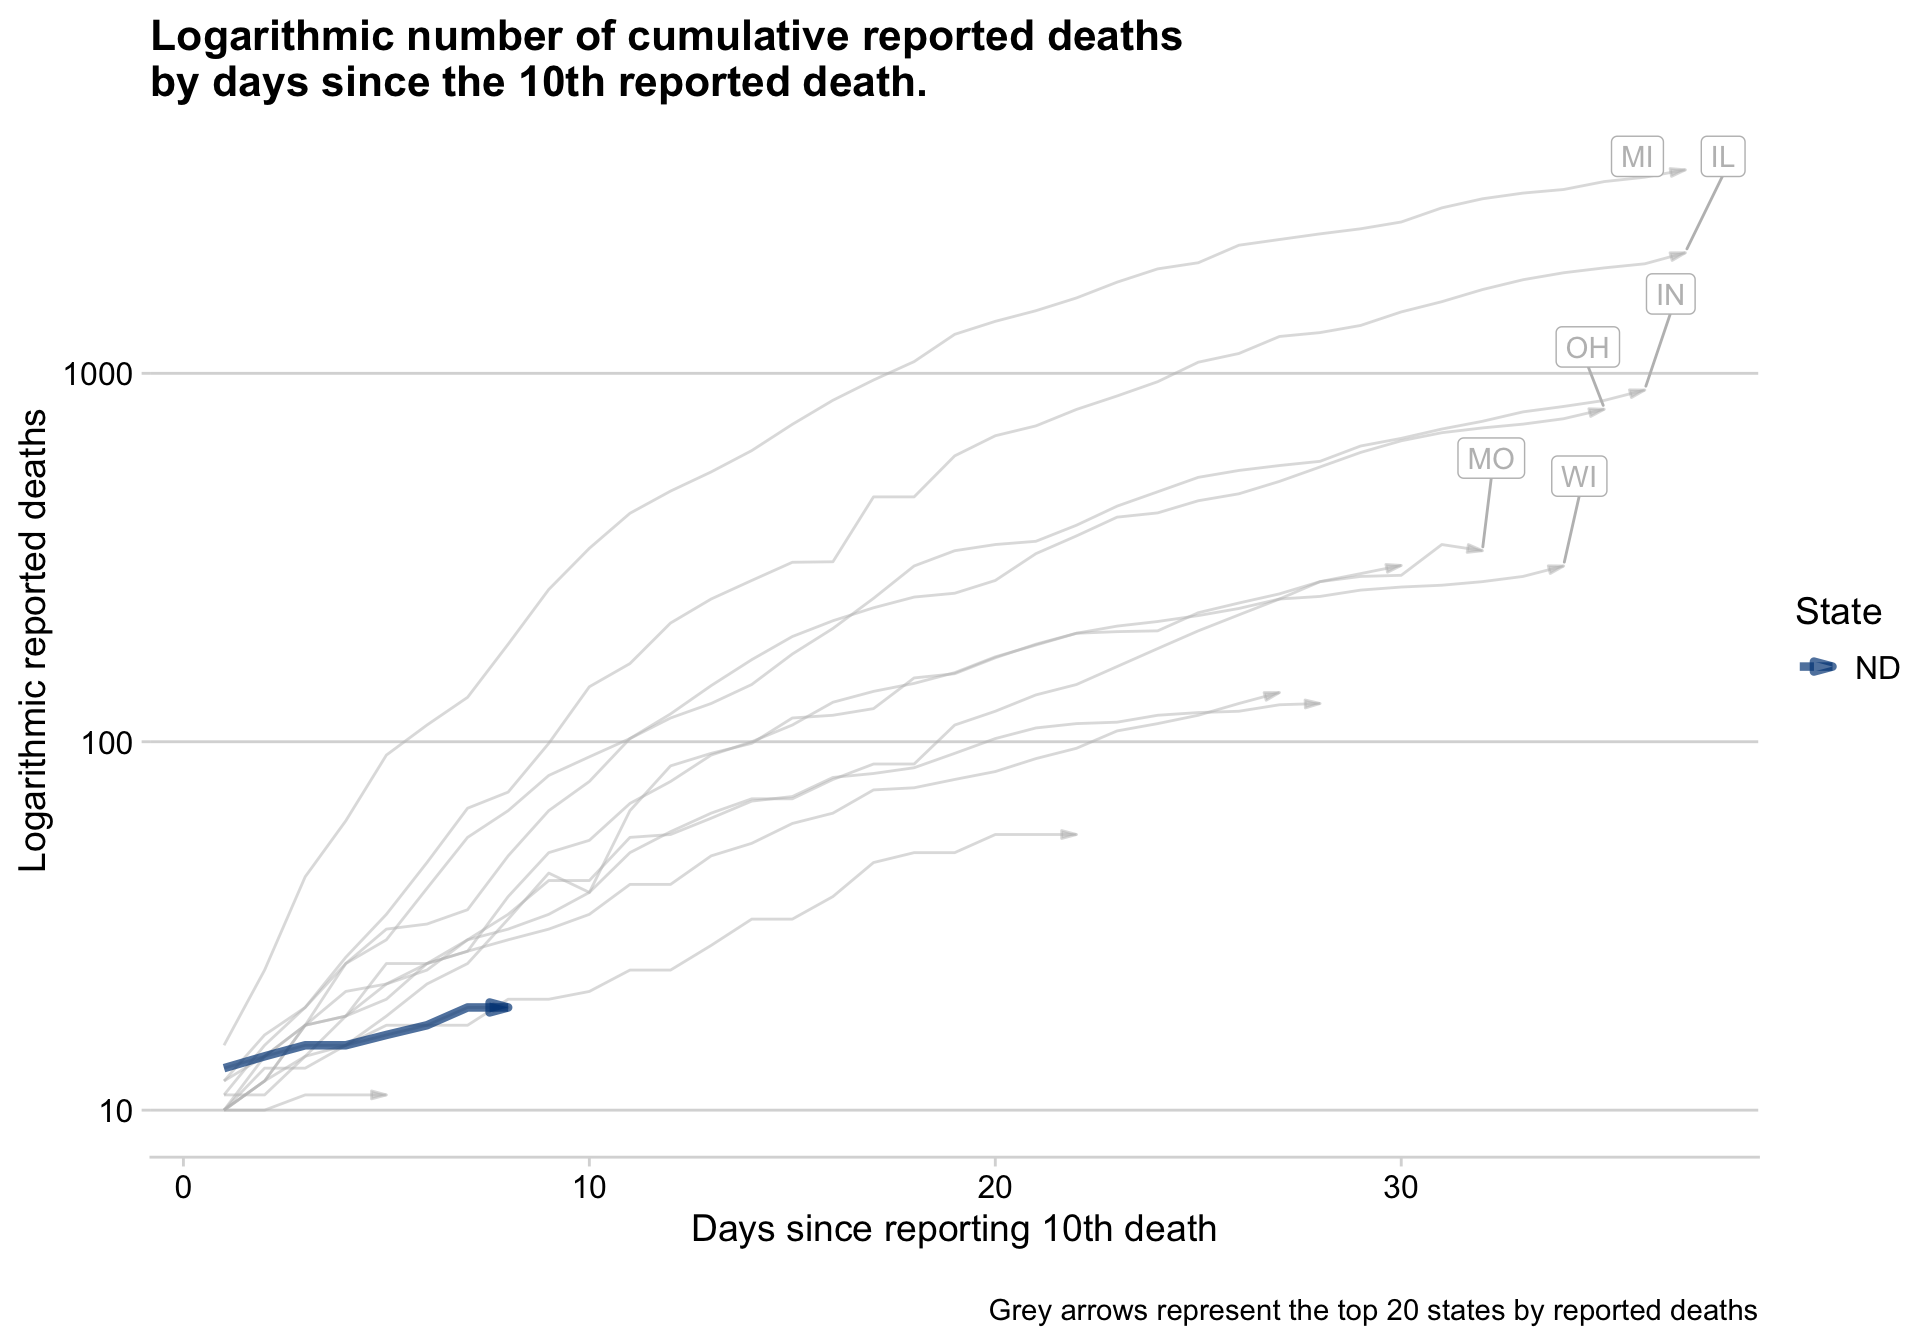 Logarithmic number of cumulative reported deaths
by days since the 10th reported death.
MI
IL
IN
OH
MO
WI
1000
100
10
Logarithmic reported deaths
0
10
20
30
Days since reporting 10th death
State
ND
Grey arrows represent the top 20 states by reported deaths